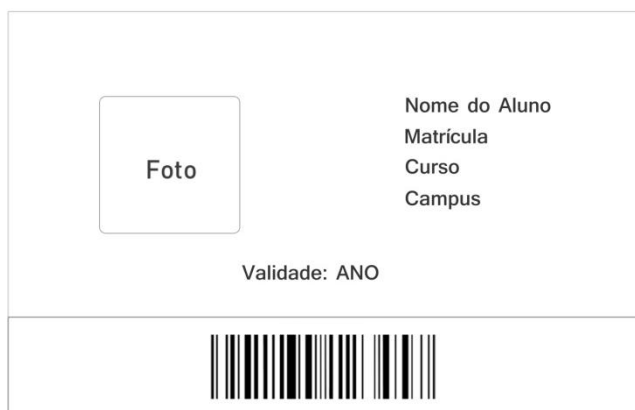 Foto
Nome do Aluno
Matrícula
Curso
Campus
Validade: ANO